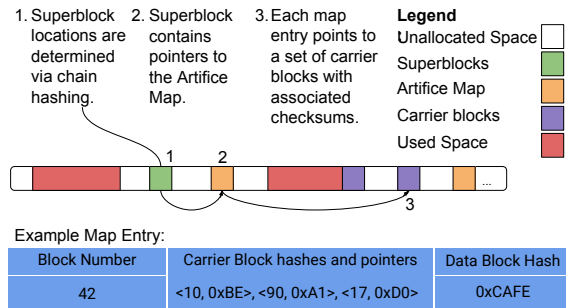 1. Superblock
locations are
determined
via chain
hashing.
2. Superblock
contains
pointers to
the Artifice
Map.
3. Each map
entry points to
a set of carrier
blocks with
associated
checksums.
Legend
Unallocated Space
Superblocks
Artifice Map
Carrier blocks
Used Space
1
2
3
...
Example Map Entry:
Block Number
Carrier Block hashes and pointers
Data Block Hash
42
<10, 0xBE>, <90, 0xA1>, <17, 0xD0>
0xCAFE